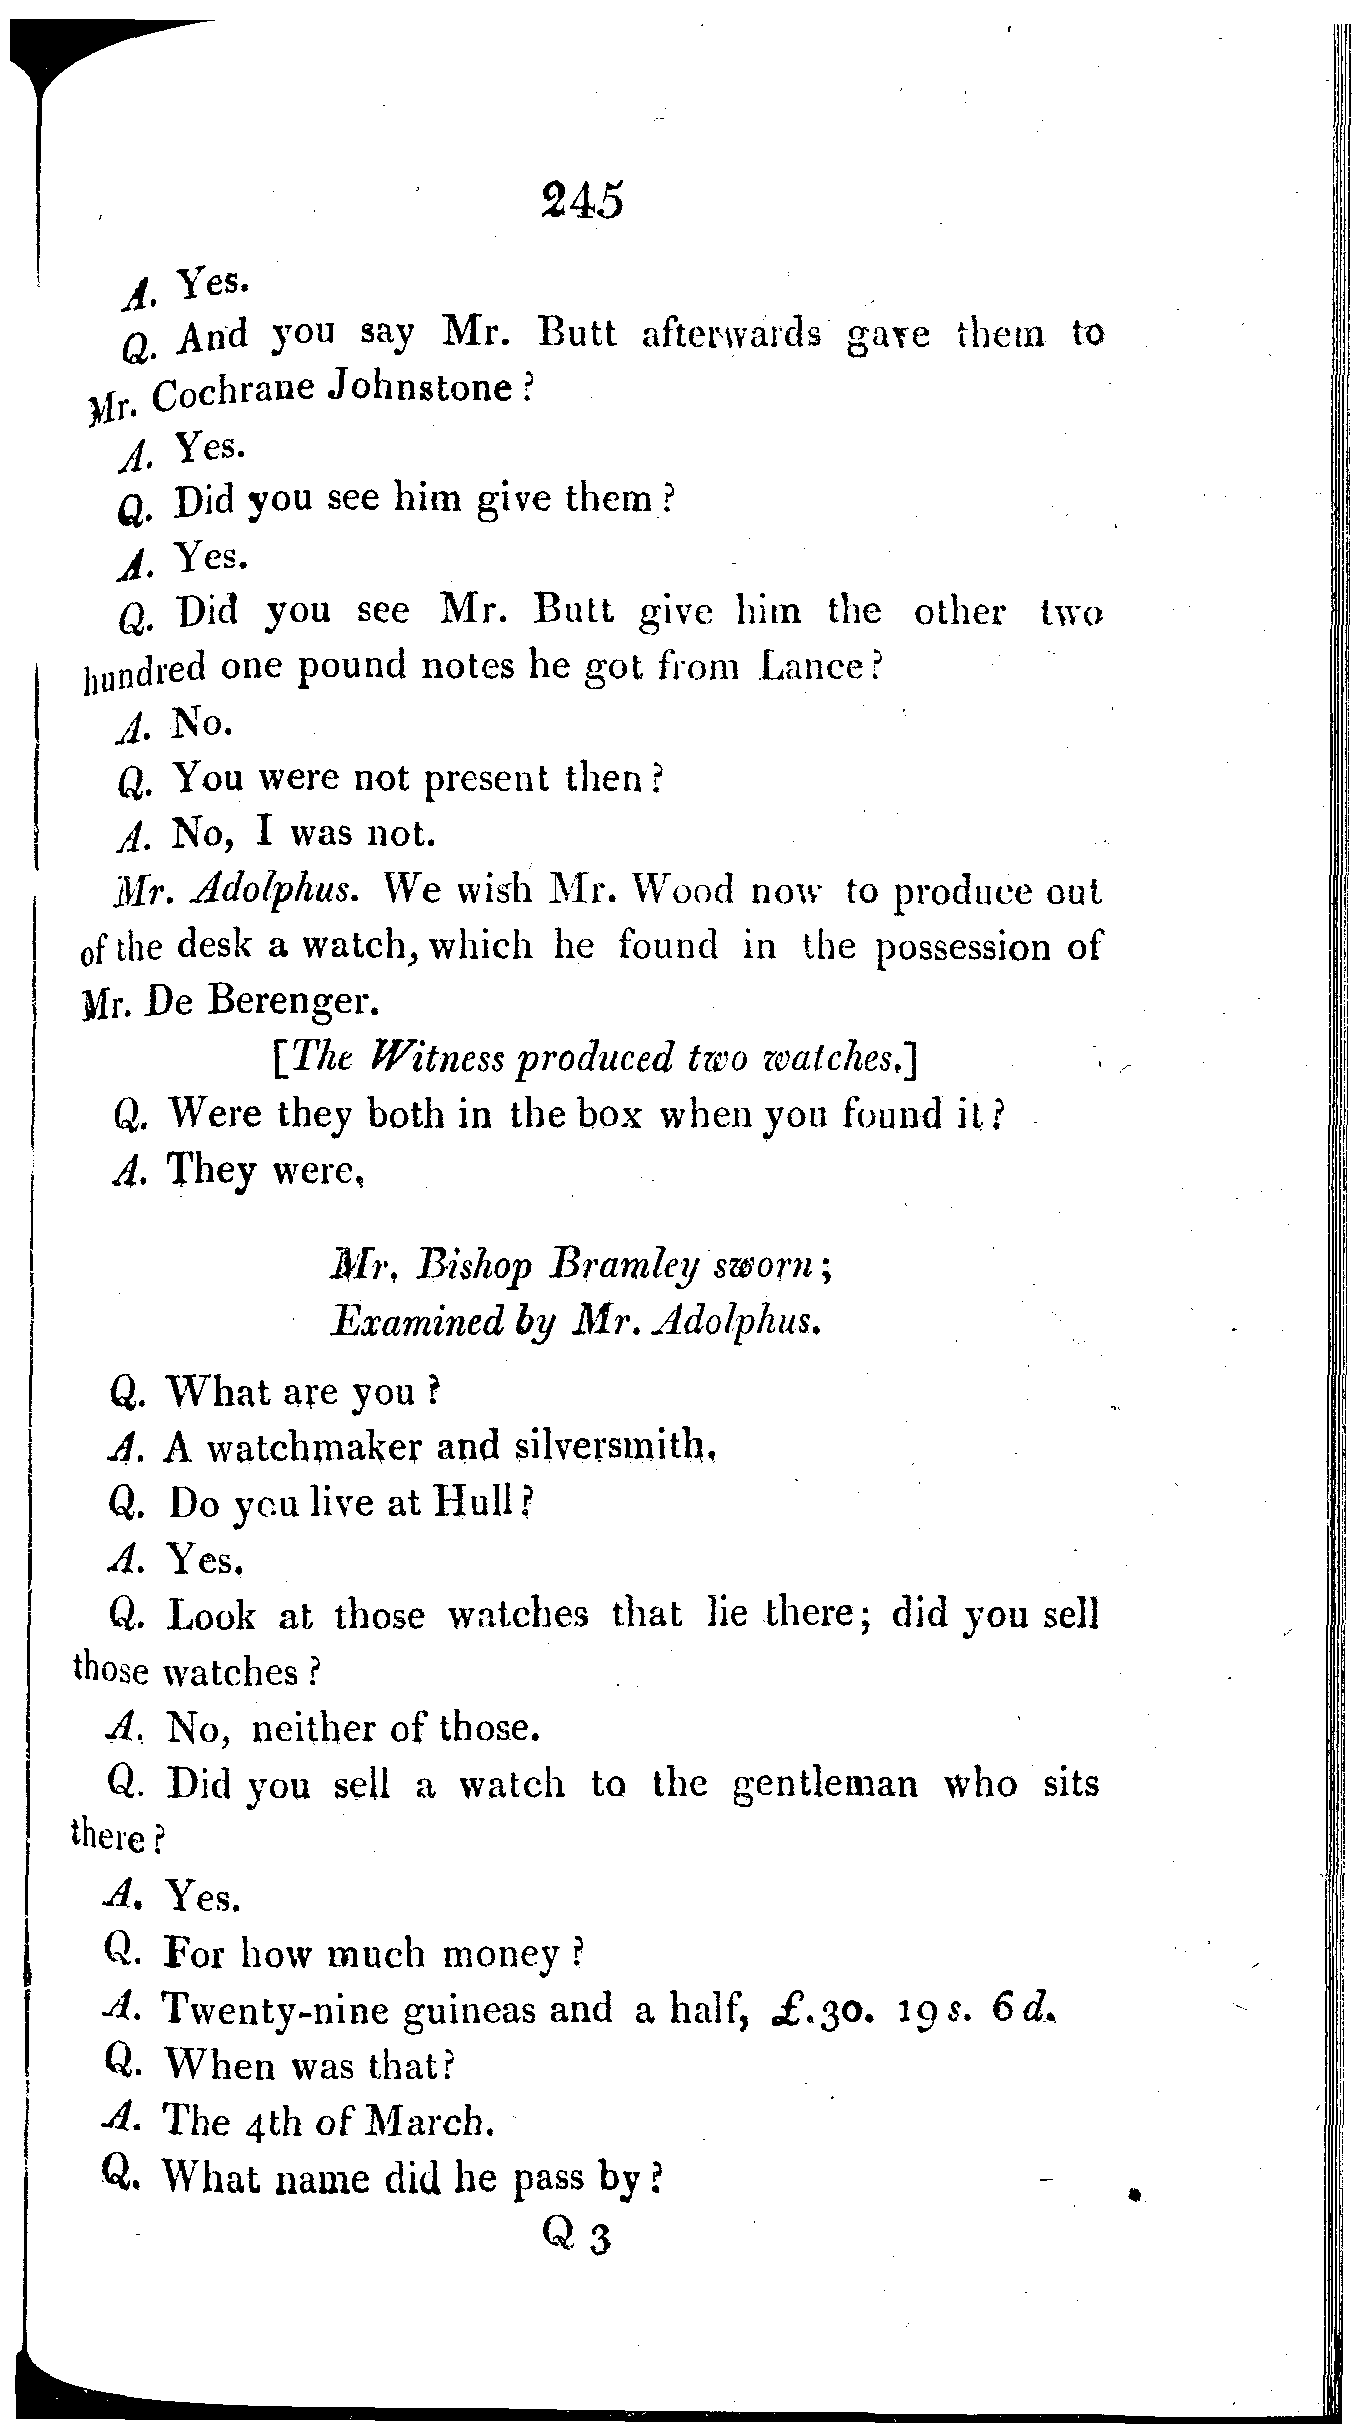 245
A. Yes.
Q. And you say Mr. Butt afterwards gave them to
Mr. Cochrane Johnstone?
A. Yes.
Q. Did you see him give them?
A. Yes.
Q. Did you see Mr. Butt give him the other two
hundred one pound notes he got from Lance?
A. No.
Q. You were not present then?
A. No, I was not.
Mr. Adolphus. We wish Mr. Wood now to produce out
of the desk a watch, which he found in the possession of
Mr. De Berenger.
[The Witness produced two watches.]
Q. Were they both in the box when you found it?
A. They were.
Mr. Bishop Bramley sworn;
Examined by Mr. Adolphus.
Q. What are you?
A. A watchmaker and silversmith.
Q. Do you live at Hull?
A. Yes.
Q. Look at those watches that lie there; did you sell
those watches?
A. No, neither of those.
Q. Did you sell a watch to the gentleman who sits
there?
A. Yes.
Q. For how much money?
A. Twenty-nine guineas and a half, £.30. 19 s. 6 d.
Q. When was that?
A. The 4th of March.
Q. What name did he pass by?
Q 3